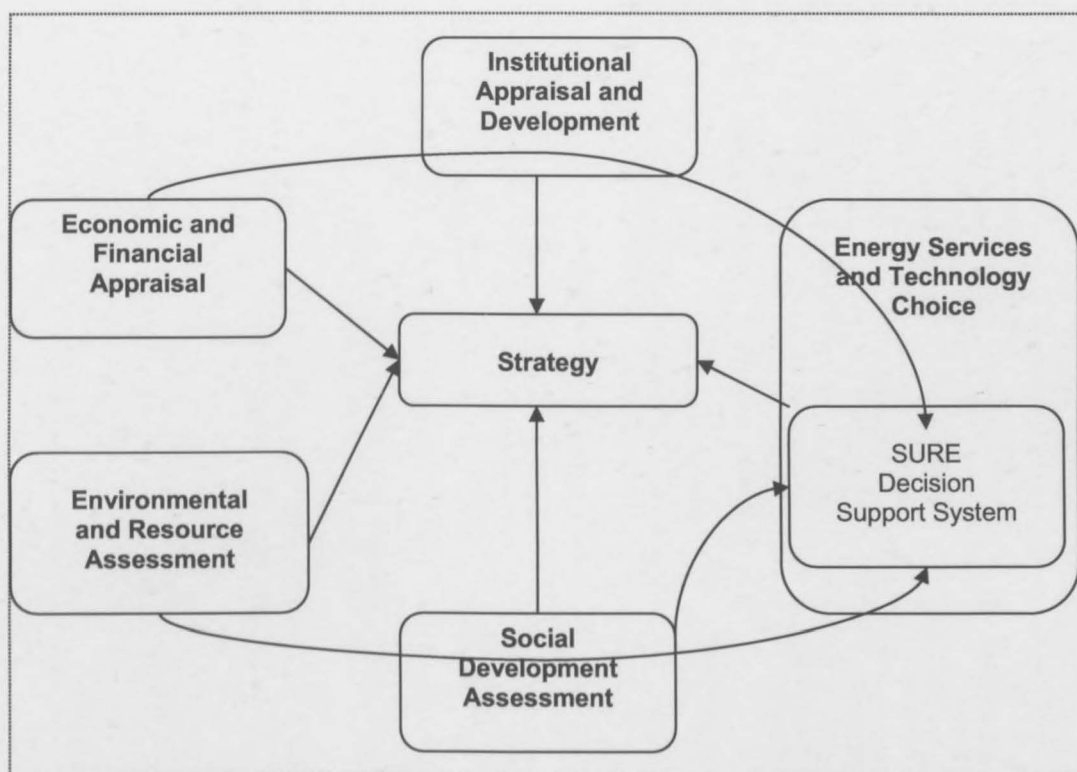 Institutional
Appraisal and
Development
Economic and
Financial
Appraisal
Energy Services
and Technology
Choice
Strategy
SURE
Decision
Support System
Environmental
and Resource
Assessment
Social
Development
Assessment